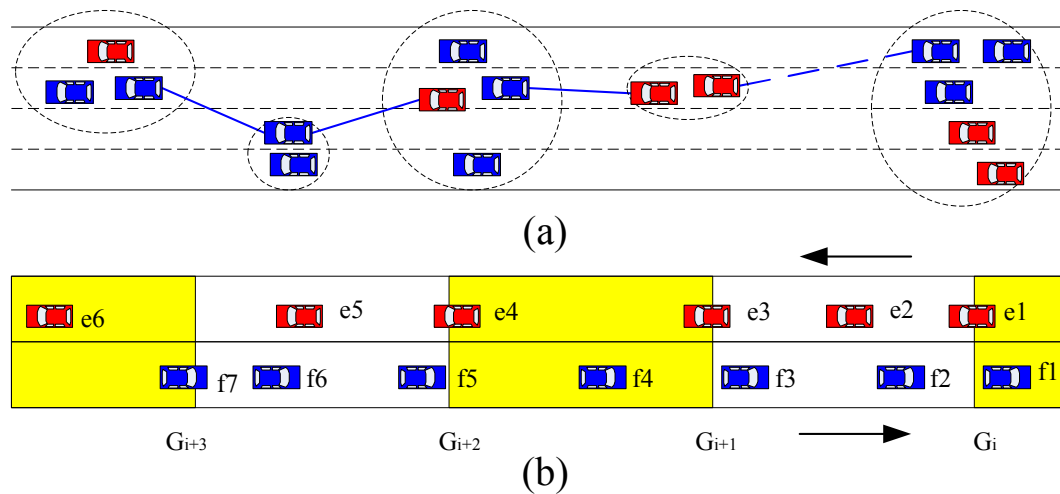 (a)
e6 e5 e4 e3 e2 e1
f7 f6 f5 f4 f3 f2 f1
Gi+3 Gi+2 Gi+1 Gi
(b)